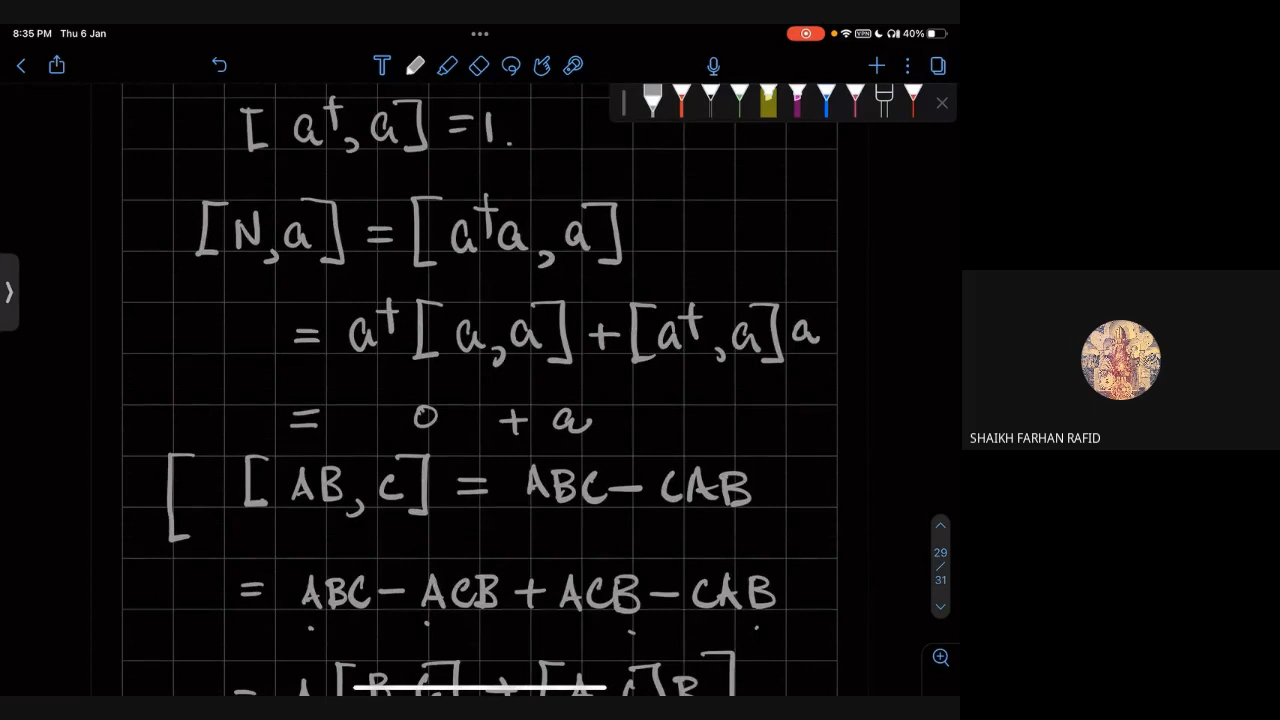 8:35 PM Thu 6 Jan
VPN 40%
[a†, a] = 1.
[N, a] = [a†a, a]
= a†[a, a] + [a†, a]a
= 0 + a
[ [AB, C] = ABC - CAB
= ABC - ACB + ACB - CAB
= A[B, C] + [A, C]B ]
29
/
31
SHAIKH FARHAN RAFID